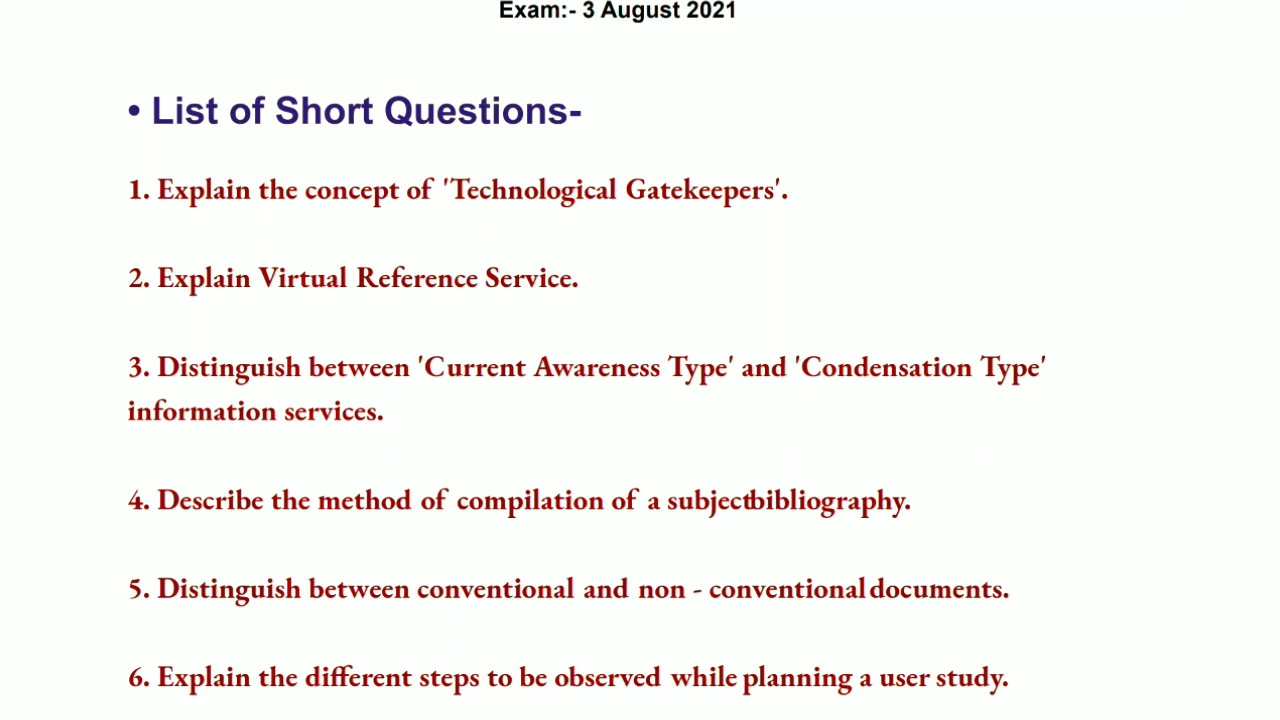 Exam:- 3 August 2021
• List of Short Questions-
1. Explain the concept of 'Technological Gatekeepers'.
2. Explain Virtual Reference Service.
3. Distinguish between 'Current Awareness Type' and 'Condensation Type'
information services.
4. Describe the method of compilation of a subjectbibliography.
5. Distinguish between conventional and non - conventional documents.
6. Explain the different steps to be observed while planning a user study.